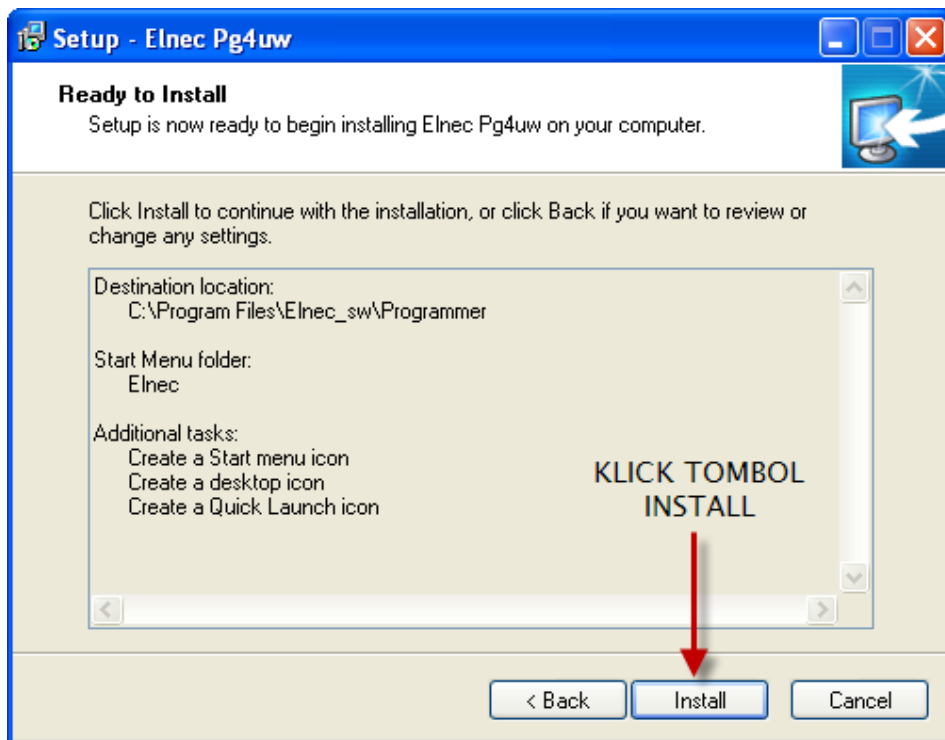 Setup - Elnec Pg4uw
Ready to Install
Setup is now ready to begin installing Elnec Pg4uw on your computer.
Click Install to continue with the installation, or click Back if you want to review or
change any settings.
Destination location:
C:\Program Files\Elnec_sw\Programmer
Start Menu folder:
Elnec
Additional tasks:
Create a Start menu icon
Create a desktop icon
Create a Quick Launch icon
KLICK TOMBOL
INSTALL
< Back
Install
Cancel